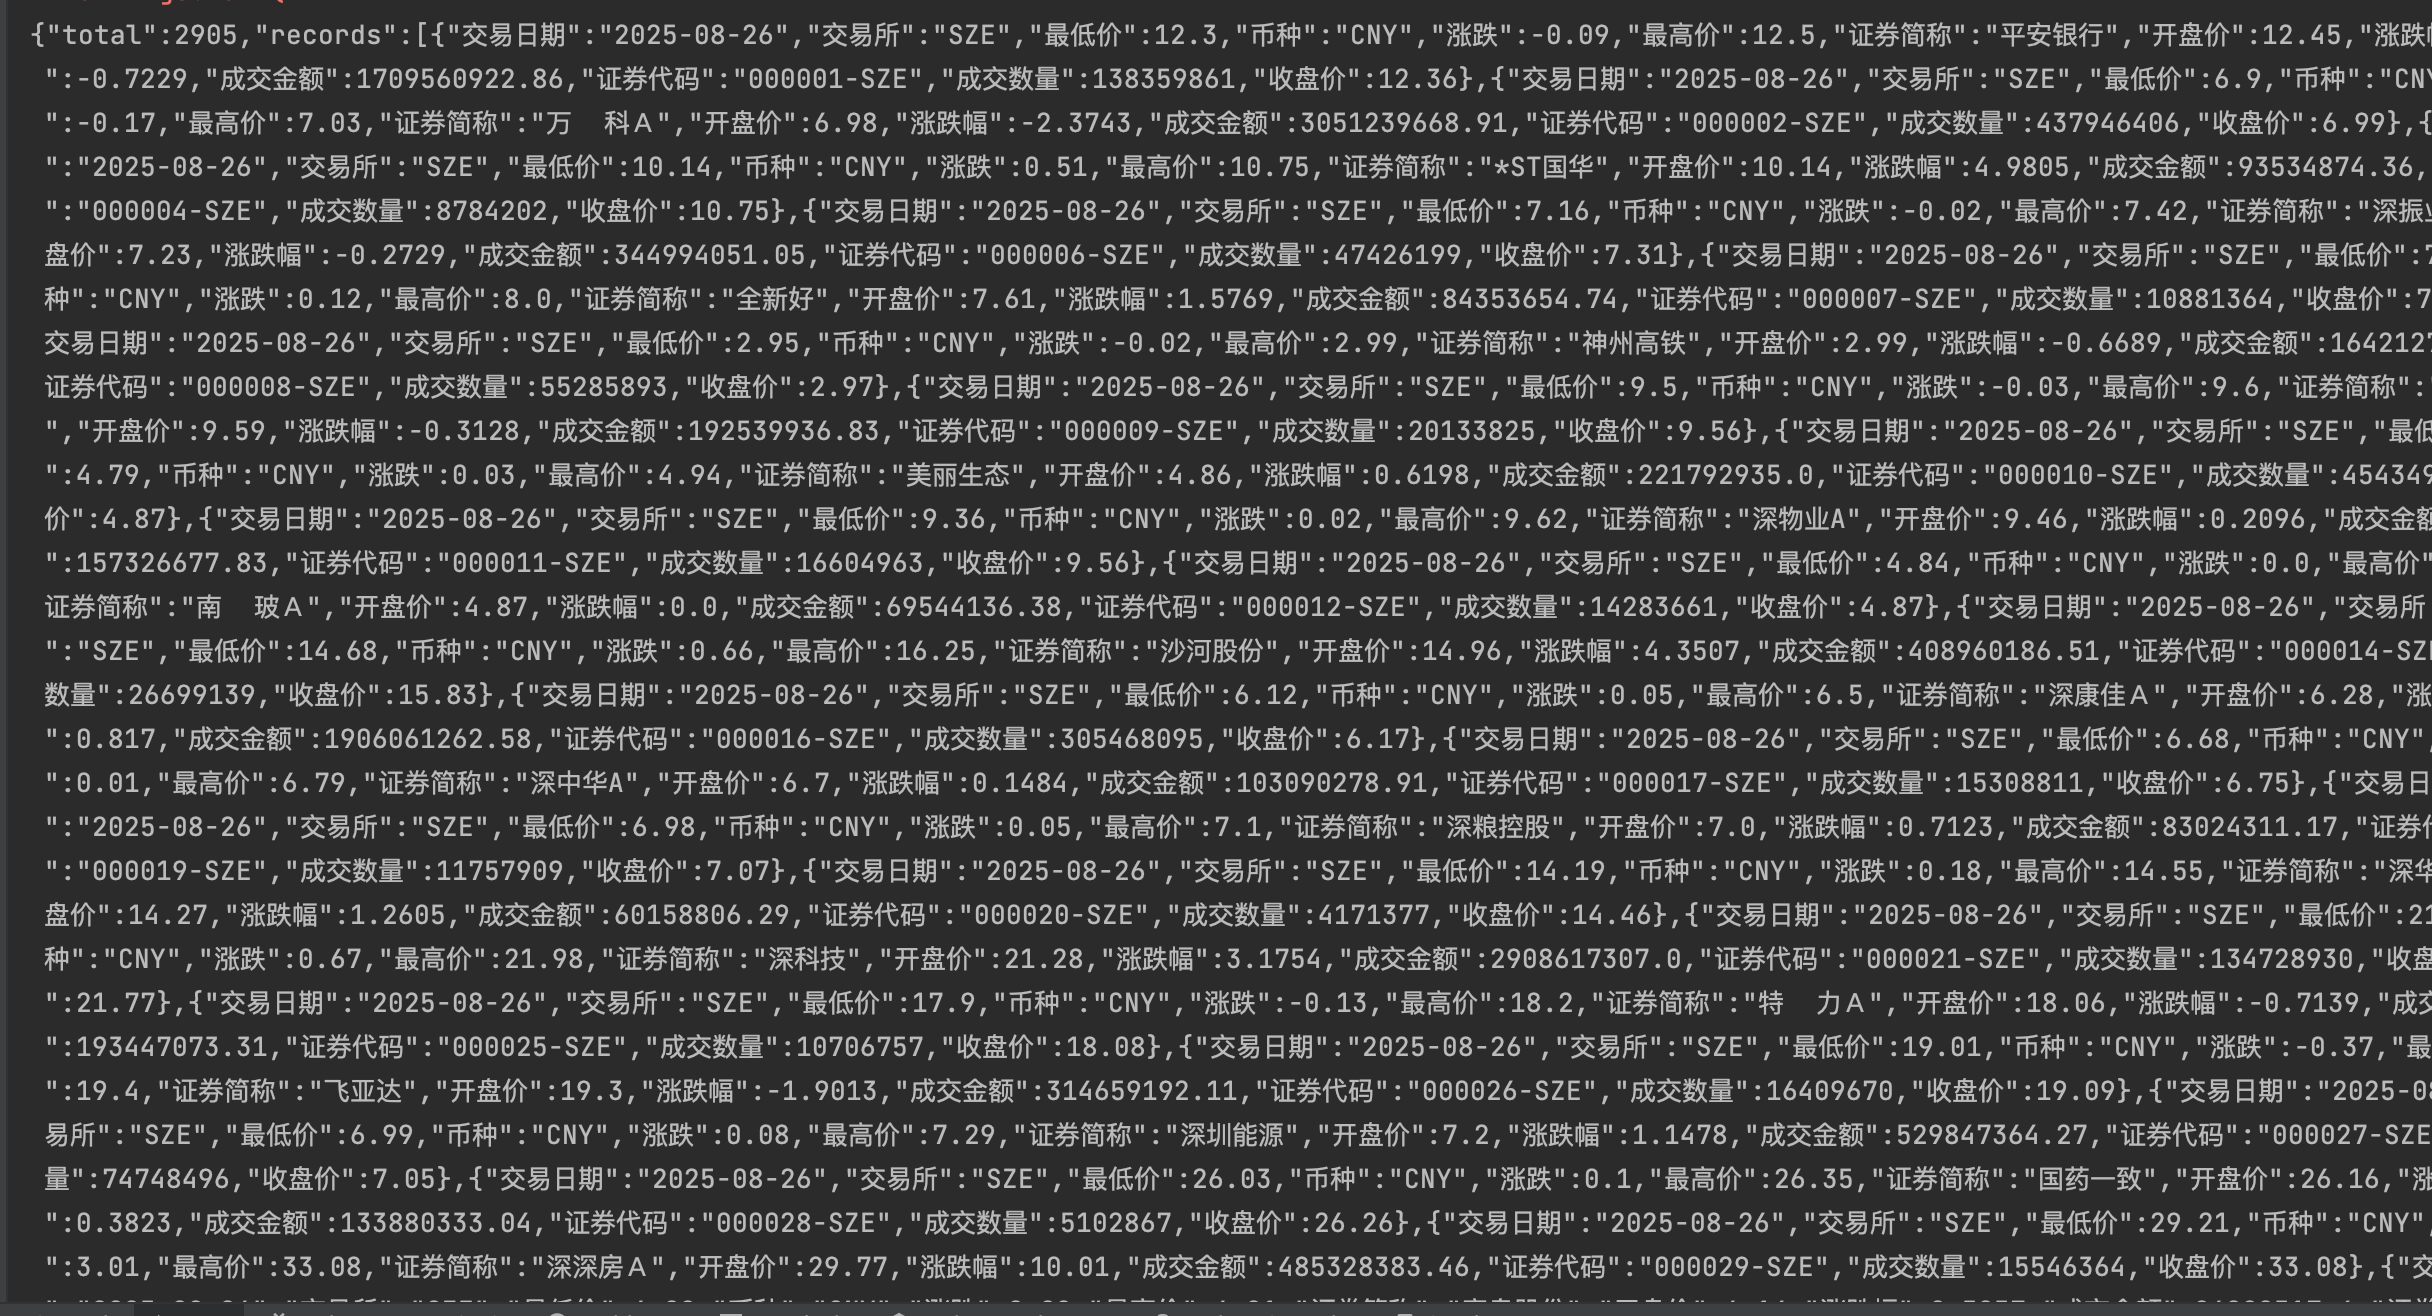 {"total":2905,"records":[{"交易日期":"2025-08-26","交易所":"SZE","最低价":12.3,"币种":"CNY","涨跌":-0.09,"最高价":12.5,"证券简称":"平安银行","开盘价":12.45,"涨跌幅
":-0.7229,"成交金额":1709560922.86,"证券代码":"000001-SZE","成交数量":138359861,"收盘价":12.36},{"交易日期":"2025-08-26","交易所":"SZE","最低价":6.9,"币种":"CNY
":-0.17,"最高价":7.03,"证券简称":"万　科Ａ","开盘价":6.98,"涨跌幅":-2.3743,"成交金额":3051239668.91,"证券代码":"000002-SZE","成交数量":437946406,"收盘价":6.99},{
":"2025-08-26","交易所":"SZE","最低价":10.14,"币种":"CNY","涨跌":0.51,"最高价":10.75,"证券简称":"*ST国华","开盘价":10.14,"涨跌幅":4.9805,"成交金额":93534874.36,
":"000004-SZE","成交数量":8784202,"收盘价":10.75},{"交易日期":"2025-08-26","交易所":"SZE","最低价":7.16,"币种":"CNY","涨跌":-0.02,"最高价":7.42,"证券简称":"深振
盘价":7.23,"涨跌幅":-0.2729,"成交金额":344994051.05,"证券代码":"000006-SZE","成交数量":47426199,"收盘价":7.31},{"交易日期":"2025-08-26","交易所":"SZE","最低价":7
种":"CNY","涨跌":0.12,"最高价":8.0,"证券简称":"全新好","开盘价":7.61,"涨跌幅":1.5769,"成交金额":84353654.74,"证券代码":"000007-SZE","成交数量":10881364,"收盘价":7
交易日期":"2025-08-26","交易所":"SZE","最低价":2.95,"币种":"CNY","涨跌":-0.02,"最高价":2.99,"证券简称":"神州高铁","开盘价":2.99,"涨跌幅":-0.6689,"成交金额":1642127
证券代码":"000008-SZE","成交数量":55285893,"收盘价":2.97},{"交易日期":"2025-08-26","交易所":"SZE","最低价":9.5,"币种":"CNY","涨跌":-0.03,"最高价":9.6,"证券简称":"
","开盘价":9.59,"涨跌幅":-0.3128,"成交金额":192539936.83,"证券代码":"000009-SZE","成交数量":20133825,"收盘价":9.56},{"交易日期":"2025-08-26","交易所":"SZE","最低
":4.79,"币种":"CNY","涨跌":0.03,"最高价":4.94,"证券简称":"美丽生态","开盘价":4.86,"涨跌幅":0.6198,"成交金额":221792935.0,"证券代码":"000010-SZE","成交数量":454349
价":4.87},{"交易日期":"2025-08-26","交易所":"SZE","最低价":9.36,"币种":"CNY","涨跌":0.02,"最高价":9.62,"证券简称":"深物业A","开盘价":9.46,"涨跌幅":0.2096,"成交金额
":157326677.83,"证券代码":"000011-SZE","成交数量":16604963,"收盘价":9.56},{"交易日期":"2025-08-26","交易所":"SZE","最低价":4.84,"币种":"CNY","涨跌":0.0,"最高价"
证券简称":"南　玻Ａ","开盘价":4.87,"涨跌幅":0.0,"成交金额":69544136.38,"证券代码":"000012-SZE","成交数量":14283661,"收盘价":4.87},{"交易日期":"2025-08-26","交易所
":"SZE","最低价":14.68,"币种":"CNY","涨跌":0.66,"最高价":16.25,"证券简称":"沙河股份","开盘价":14.96,"涨跌幅":4.3507,"成交金额":408960186.51,"证券代码":"000014-SZE
数量":26699139,"收盘价":15.83},{"交易日期":"2025-08-26","交易所":"SZE","最低价":6.12,"币种":"CNY","涨跌":0.05,"最高价":6.5,"证券简称":"深康佳Ａ","开盘价":6.28,"涨
":0.817,"成交金额":1906061262.58,"证券代码":"000016-SZE","成交数量":305468095,"收盘价":6.17},{"交易日期":"2025-08-26","交易所":"SZE","最低价":6.68,"币种":"CNY",
":0.01,"最高价":6.79,"证券简称":"深中华A","开盘价":6.7,"涨跌幅":0.1484,"成交金额":103090278.91,"证券代码":"000017-SZE","成交数量":15308811,"收盘价":6.75},{"交易日
":"2025-08-26","交易所":"SZE","最低价":6.98,"币种":"CNY","涨跌":0.05,"最高价":7.1,"证券简称":"深粮控股","开盘价":7.0,"涨跌幅":0.7123,"成交金额":83024311.17,"证券代
":"000019-SZE","成交数量":11757909,"收盘价":7.07},{"交易日期":"2025-08-26","交易所":"SZE","最低价":14.19,"币种":"CNY","涨跌":0.18,"最高价":14.55,"证券简称":"深华
盘价":14.27,"涨跌幅":1.2605,"成交金额":60158806.29,"证券代码":"000020-SZE","成交数量":4171377,"收盘价":14.46},{"交易日期":"2025-08-26","交易所":"SZE","最低价":21
种":"CNY","涨跌":0.67,"最高价":21.98,"证券简称":"深科技","开盘价":21.28,"涨跌幅":3.1754,"成交金额":2908617307.0,"证券代码":"000021-SZE","成交数量":134728930,"收盘
":21.77},{"交易日期":"2025-08-26","交易所":"SZE","最低价":17.9,"币种":"CNY","涨跌":-0.13,"最高价":18.2,"证券简称":"特　力Ａ","开盘价":18.06,"涨跌幅":-0.7139,"成交
":193447073.31,"证券代码":"000025-SZE","成交数量":10706757,"收盘价":18.08},{"交易日期":"2025-08-26","交易所":"SZE","最低价":19.01,"币种":"CNY","涨跌":-0.37,"最
":19.4,"证券简称":"飞亚达","开盘价":19.3,"涨跌幅":-1.9013,"成交金额":314659192.11,"证券代码":"000026-SZE","成交数量":16409670,"收盘价":19.09},{"交易日期":"2025-08
易所":"SZE","最低价":6.99,"币种":"CNY","涨跌":0.08,"最高价":7.29,"证券简称":"深圳能源","开盘价":7.2,"涨跌幅":1.1478,"成交金额":529847364.27,"证券代码":"000027-SZE
量":74748496,"收盘价":7.05},{"交易日期":"2025-08-26","交易所":"SZE","最低价":26.03,"币种":"CNY","涨跌":0.1,"最高价":26.35,"证券简称":"国药一致","开盘价":26.16,"涨
":0.3823,"成交金额":133880333.04,"证券代码":"000028-SZE","成交数量":5102867,"收盘价":26.26},{"交易日期":"2025-08-26","交易所":"SZE","最低价":29.21,"币种":"CNY"
":3.01,"最高价":33.08,"证券简称":"深深房Ａ","开盘价":29.77,"涨跌幅":10.01,"成交金额":485328383.46,"证券代码":"000029-SZE","成交数量":15546364,"收盘价":33.08},{"交